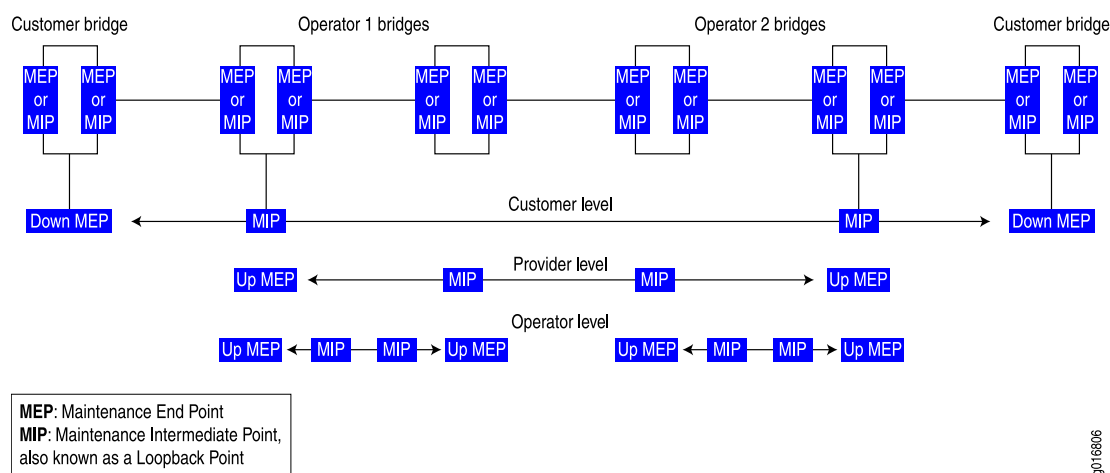 Customer bridge
Operator 1 bridges
Operator 2 bridges
Customer bridge
MEP or MIP
MEP or MIP
MEP or MIP
MEP or MIP
MEP or MIP
MEP or MIP
MEP or MIP
MEP or MIP
MEP or MIP
MEP or MIP
MEP or MIP
MEP or MIP
Customer level
Down MEP
MIP
MIP
Down MEP
Provider level
Up MEP
MIP
MIP
Up MEP
Operator level
Up MEP
MIP
MIP
Up MEP
Up MEP
MIP
MIP
Up MEP
MEP: Maintenance End Point
MIP: Maintenance Intermediate Point,
also known as a Loopback Point
g016806